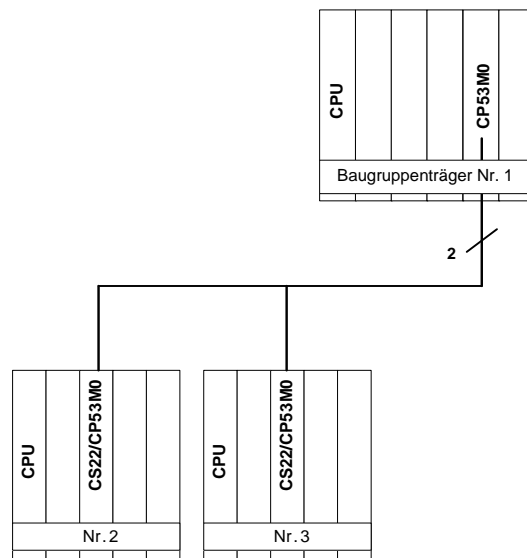 CPU
CP53M0
Baugruppenträger Nr. 1
2
CPU
CS22/CP53M0
Nr. 2
CPU
CS22/CP53M0
Nr. 3